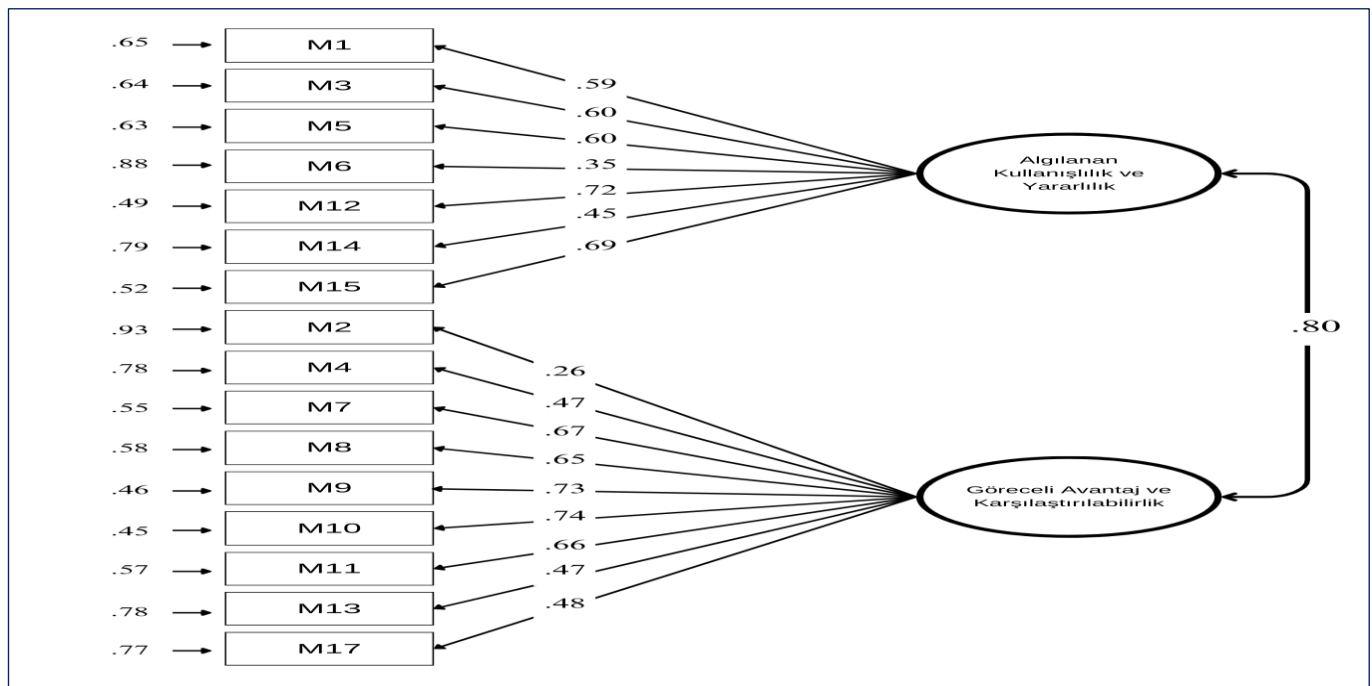 .65 M1
.59
.64 M3
.60
.63 M5
.60
.88 M6
.35
.49 M12
.72
.79 M14
.45
.52 M15
.69
Algılanan
Kullanışlılık ve
Yararlılık
.80
.93 M2
.26
.78 M4
.47
.55 M7
.67
.58 M8
.65
.46 M9
.73
.45 M10
.74
.57 M11
.66
.78 M13
.47
.77 M17
.48
Göreceli Avantaj ve
Karşılaştırılabilirlik